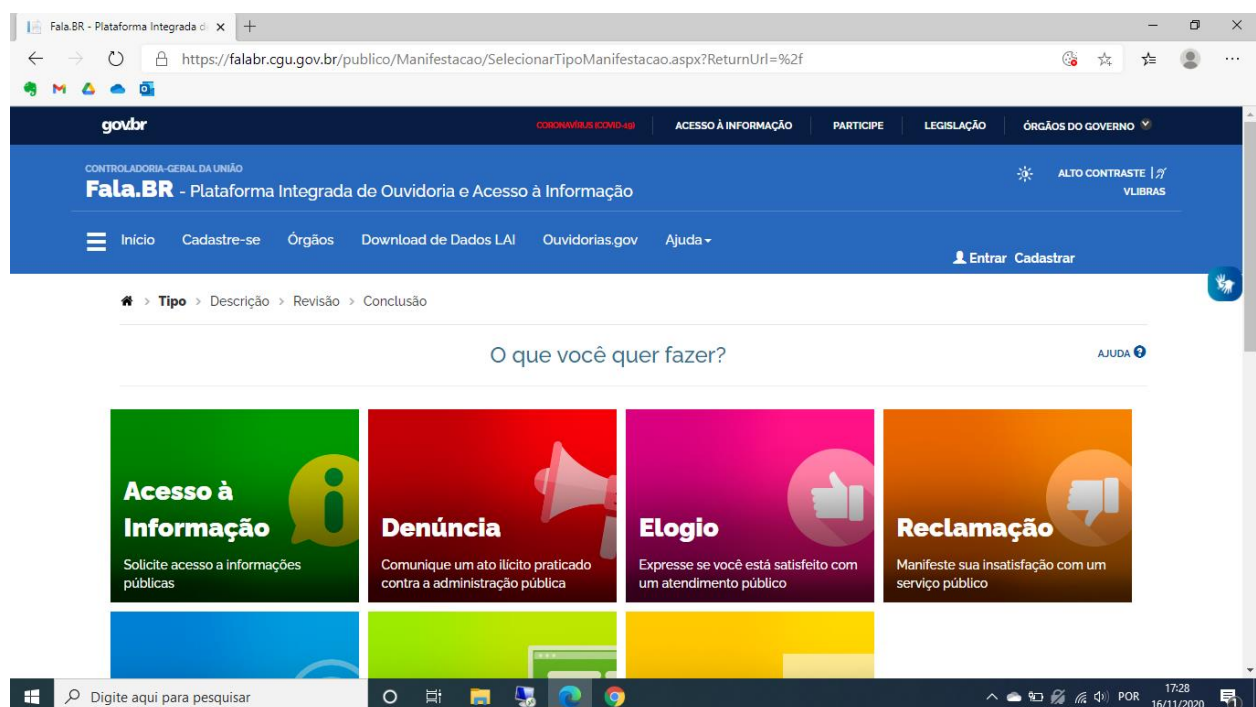 Fala.BR - Plataforma Integrada d
https://falabr.cgu.gov.br/publico/Manifestacao/SelecionarTipoManifestacao.aspx?ReturnUrl=%2f
gov.br
CORONAVÍRUS (COVID-19)
ACESSO À INFORMAÇÃO
PARTICIPE
LEGISLAÇÃO
ÓRGÃOS DO GOVERNO
CONTROLADORIA-GERAL DA UNIÃO
Fala.BR - Plataforma Integrada de Ouvidoria e Acesso à Informação
ALTO CONTRASTE |
VLIBRAS
Início Cadastre-se Órgãos Download de Dados LAI Ouvidorias.gov Ajuda
Entrar Cadastrar
> Tipo > Descrição > Revisão > Conclusão
O que você quer fazer?
AJUDA
Acesso à
Informação
Solicite acesso a informações
públicas
Denúncia
Comunique um ato ilícito praticado
contra a administração pública
Elogio
Expresse se você está satisfeito com
um atendimento público
Reclamação
Manifeste sua insatisfação com um
serviço público
Digite aqui para pesquisar
POR
17:28
16/11/2020